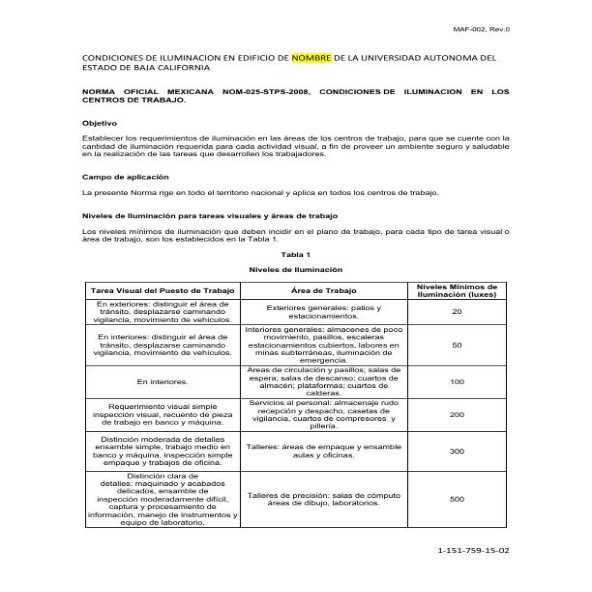 MAF-002, Rev.0
CONDICIONES DE ILUMINACION EN EDIFICIO DE NOMBRE DE LA UNIVERSIDAD AUTONOMA DEL
ESTADO DE BAJA CALIFORNIA
NORMA OFICIAL MEXICANA NOM-025-STPS-2008, CONDICIONES DE ILUMINACION EN LOS
CENTROS DE TRABAJO.
Objetivo
Establecer los requerimientos de iluminación en las áreas de los centros de trabajo, para que se cuente con la
cantidad de iluminación requerida para cada actividad visual, a fin de proveer un ambiente seguro y saludable
en la realización de las tareas que desarrollen los trabajadores.
Campo de aplicación
La presente Norma rige en todo el territorio nacional y aplica en todos los centros de trabajo.
Niveles de Iluminación para tareas visuales y áreas de trabajo
Los niveles mínimos de iluminación que deben incidir en el plano de trabajo, para cada tipo de tarea visual o
área de trabajo, son los establecidos en la Tabla 1.
Tabla 1
Niveles de Iluminación
Tarea Visual del Puesto de Trabajo
Área de Trabajo
Niveles Mínimos de
Iluminación (luxes)
En exteriores: distinguir el área de
tránsito, desplazarse caminando
vigilancia, movimiento de vehículos.
Exteriores generales: patios y
estacionamientos.
20
En interiores: distinguir el área de
tránsito, desplazarse caminando
vigilancia, movimiento de vehículos.
Interiores generales: almacenes de poco
movimiento, pasillos, escaleras
estacionamientos cubiertos, labores en
minas subterráneas, iluminación de
emergencia.
50
En interiores.
Áreas de circulación y pasillos; salas de
espera; salas de descanso; cuartos de
almacén; plataformas; cuartos de
calderas.
100
Requerimiento visual simple
inspección visual, recuento de pieza
de trabajo en banco y máquina.
Servicios al personal: almacenaje rudo
recepción y despacho, casetas de
vigilancia, cuartos de compresores y
pillería.
200
Distinción moderada de detalles
ensamble simple, trabajo medio en
banco y máquina, inspección simple
empaque y trabajos de oficina.
Talleres: áreas de empaque y ensamble
aulas y oficinas.
300
Distinción clara de
detalles: maquinado y acabados
delicados, ensamble de
inspección moderadamente difícil,
captura y procesamiento de
información, manejo de instrumentos y
equipo de laboratorio.
Talleres de precisión: salas de cómputo
áreas de dibujo, laboratorios.
500
1-151-759-15-02